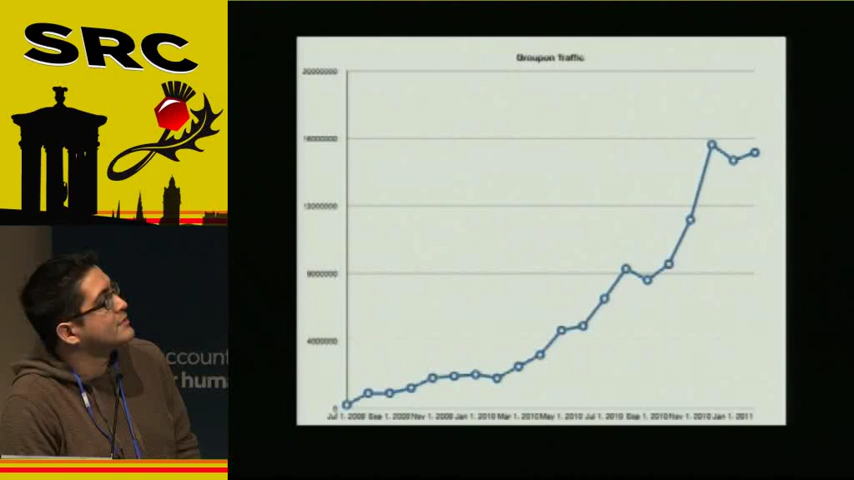 SRC
ccount
r huma
Groupon Traffic
20000000
16000000
12000000
8000000
4000000
0
Jul 1, 2009 Sep 1, 2009 Nov 1, 2009 Jan 1, 2010 Mar 1, 2010 May 1, 2010 Jul 1, 2010 Sep 1, 2010 Nov 1, 2010 Jan 1, 2011